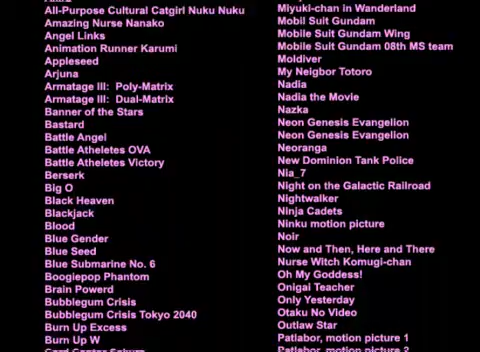 All-Purpose Cultural Catgirl Nuku Nuku
Amazing Nurse Nanako
Angel Links
Animation Runner Karumi
Appleseed
Arjuna
Armatage III:  Poly-Matrix
Armatage III:  Dual-Matrix
Banner of the Stars
Bastard
Battle Angel
Battle Atheletes OVA
Battle Atheletes Victory
Berserk
Big O
Black Heaven
Blackjack
Blood
Blue Gender
Blue Seed
Blue Submarine No. 6
Boogiepop Phantom
Brain Powerd
Bubblegum Crisis
Bubblegum Crisis Tokyo 2040
Burn Up Excess
Burn Up W
Miyuki-chan in Wanderland
Mobil Suit Gundam
Mobile Suit Gundam Wing
Mobile Suit Gundam 08th MS team
Moldiver
My Neigbor Totoro
Nadia
Nadia the Movie
Nazka
Neon Genesis Evangelion
Neon Genesis Evangelion
Neoranga
New Dominion Tank Police
Nia_7
Night on the Galactic Railroad
Nightwalker
Ninja Cadets
Ninku motion picture
Noir
Now and Then, Here and There
Nurse Witch Komugi-chan
Oh My Goddess!
Onigai Teacher
Only Yesterday
Otaku No Video
Outlaw Star
Patlabor, motion picture 1
Patlabor, motion picture 2